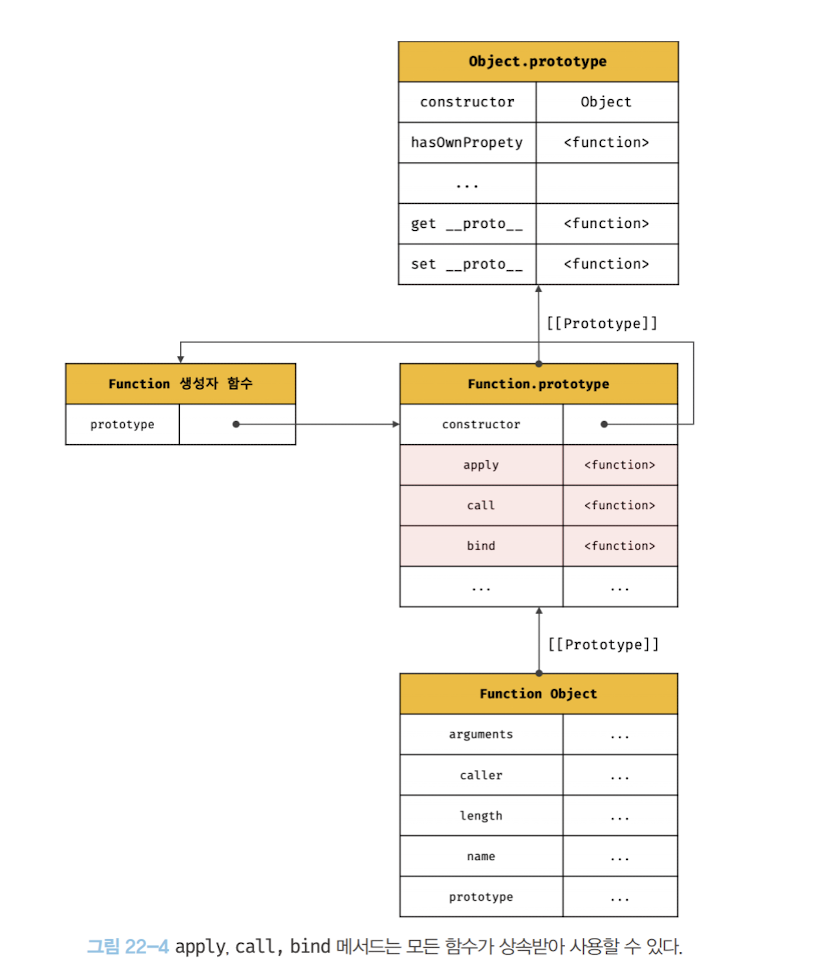 Object.prototype
constructor Object
hasOwnPropety <function>
...
get __proto__ <function>
set __proto__ <function>
[[Prototype]]
Function 생성자 함수
prototype
Function.prototype
constructor
apply <function>
call <function>
bind <function>
... ...
[[Prototype]]
Function Object
arguments ...
caller ...
length ...
name ...
prototype ...
그림 22-4 apply, call, bind 메서드는 모든 함수가 상속받아 사용할 수 있다.